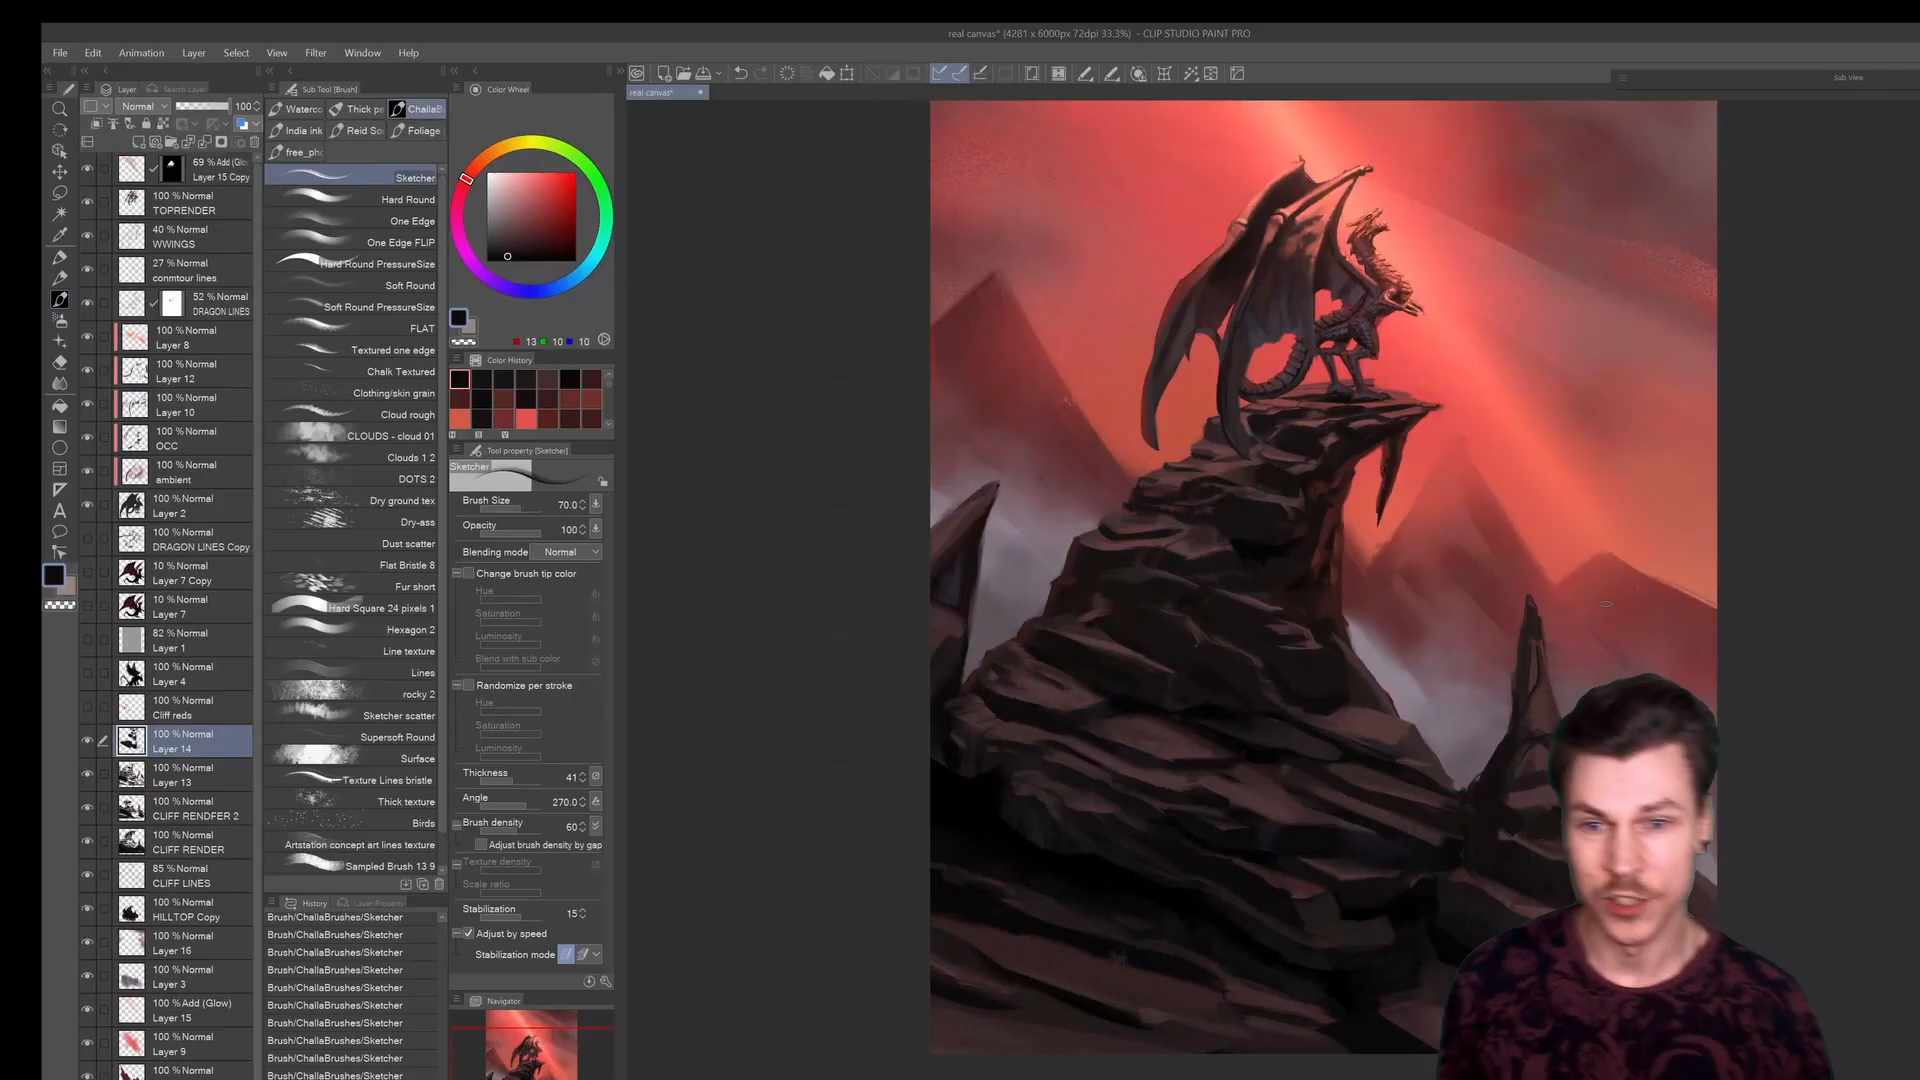 real canvas* (4281 x 6000px 72dpi 33.3%) - CLIP STUDIO PAINT PRO
File Edit Animation Layer Select View Filter Window Help
Sub View
Layer Search Layer
Normal 100
69 % Add (Glo
Layer 15 Copy
100 % Normal
TOPRENDER
40 % Normal
WWINGS
27 % Normal
conmtour lines
52 % Normal
DRAGON LINES
100 % Normal
Layer 8
100 % Normal
Layer 12
100 % Normal
Layer 10
100 % Normal
OCC
100 % Normal
ambient
100 % Normal
Layer 2
100 % Normal
DRAGON LINES Copy
10 % Normal
Layer 7 Copy
10 % Normal
Layer 7
82 % Normal
Layer 1
100 % Normal
Layer 4
100 % Normal
Cliff reds
100 % Normal
Layer 14
100 % Normal
Layer 13
100 % Normal
CLIFF RENDFER 2
100 % Normal
CLIFF RENDER
85 % Normal
CLIFF LINES
100 % Normal
HILLTOP Copy
100 % Normal
Layer 16
100 % Normal
Layer 3
100 % Add (Glow)
Layer 15
100 % Normal
Layer 9
100 % Normal
Sub Tool [Brush]
Waterco Thick pe ChallaB
India ink Reid So Foliage
free_ph
Sketcher
Hard Round
One Edge
One Edge FLIP
Hard Round PressureSize
Soft Round
Soft Round PressureSize
FLAT
Textured one edge
Chalk Textured
Clothing/skin grain
Cloud rough
CLOUDS - cloud 01
Clouds 1 2
DOTS 2
Dry ground tex
Dry-ass
Dust scatter
Flat Bristle 8
Fur short
Hard Square 24 pixels 1
Hexagon 2
Line texture
Lines
rocky 2
Sketcher scatter
Supersoft Round
Surface
Texture Lines bristle
Thick texture
Birds
Artstation concept art lines texture
Sampled Brush 13 9
History Layer Property
Brush/ChallaBrushes/Sketcher
Brush/ChallaBrushes/Sketcher
Brush/ChallaBrushes/Sketcher
Brush/ChallaBrushes/Sketcher
Brush/ChallaBrushes/Sketcher
Brush/ChallaBrushes/Sketcher
Brush/ChallaBrushes/Sketcher
Brush/ChallaBrushes/Sketcher
Brush/ChallaBrushes/Sketcher
Brush/ChallaBrushes/Sketcher
Color Wheel
13 10 10
Color History
H S V
Tool property [Sketcher]
Sketcher
Brush Size 70.0
Opacity 100
Blending mode Normal
Change brush tip color
Hue
Saturation
Luminosity
Blend with sub color
Randomize per stroke
Hue
Saturation
Luminosity
Thickness 41
Angle 270.0
Brush density 60
Adjust brush density by gap
Texture density
Scale ratio
Stabilization 15
Adjust by speed
Stabilization mode
Navigator
real canvas*